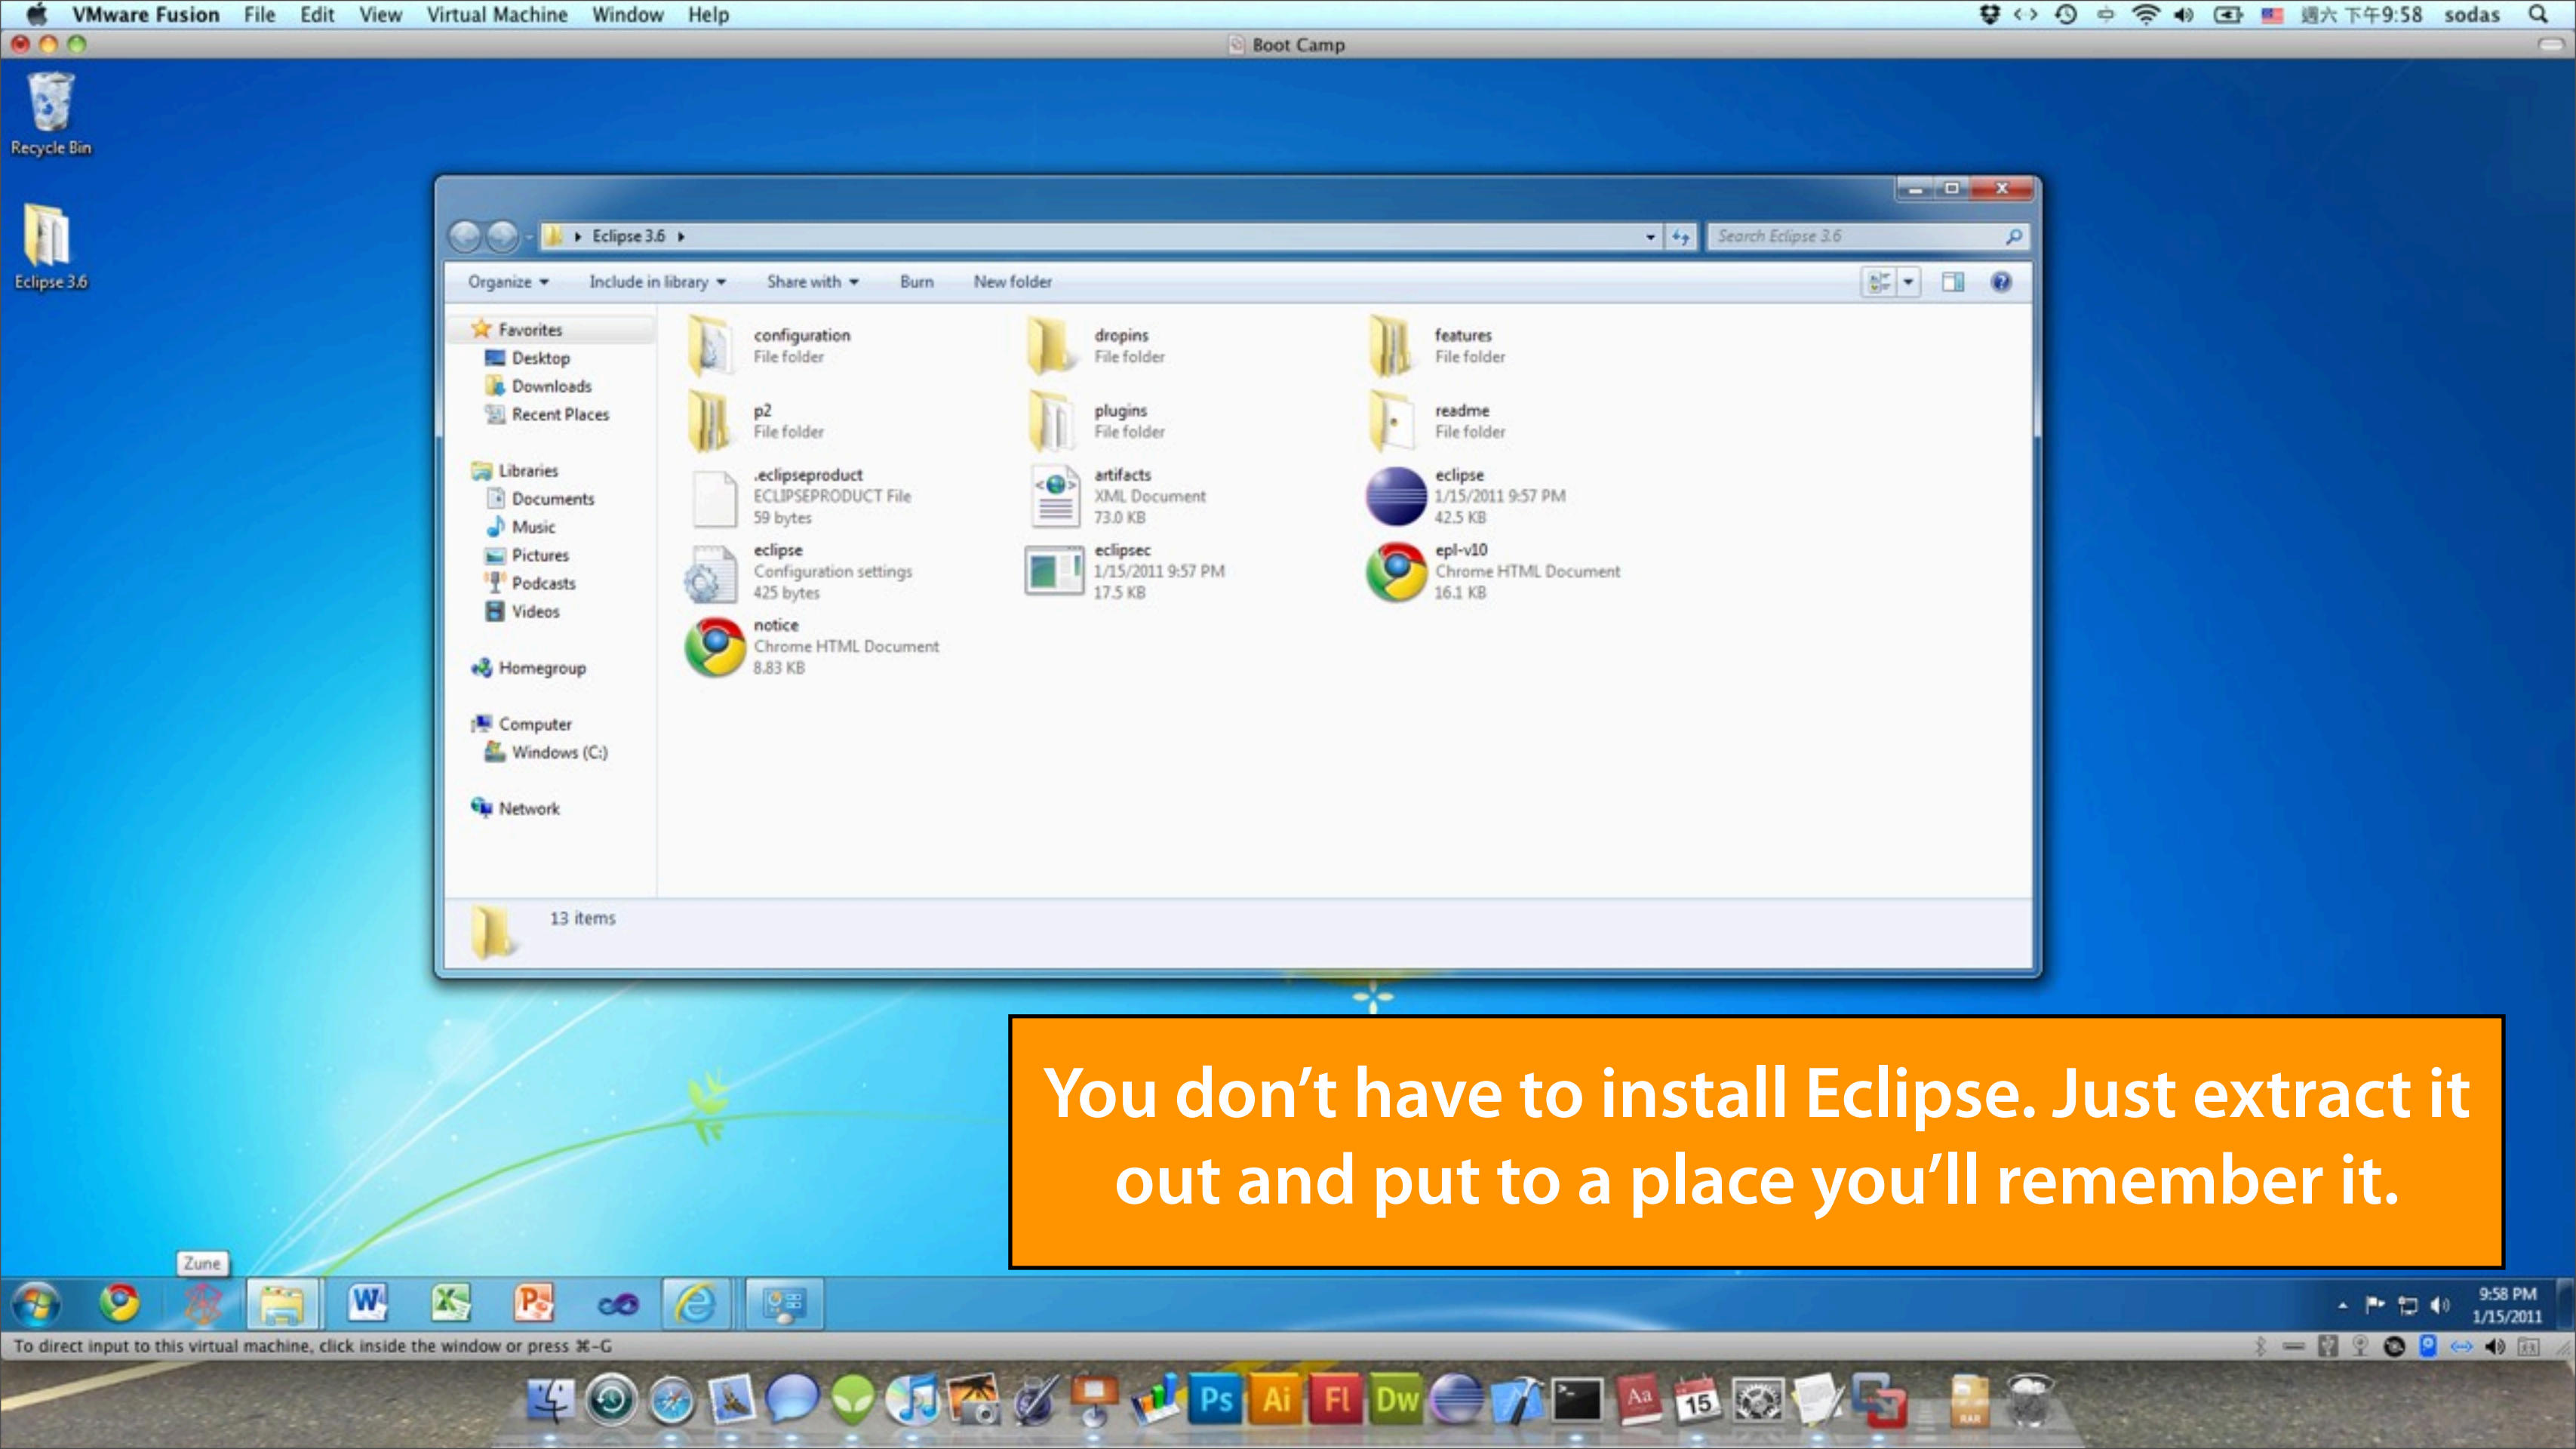 VMware Fusion File Edit View Virtual Machine Window Help
週六 下午9:58 sodas
Boot Camp
Recycle Bin
Eclipse 3.6
Eclipse 3.6
Search Eclipse 3.6
Organize Include in library Share with Burn New folder
Favorites
Desktop
Downloads
Recent Places
Libraries
Documents
Music
Pictures
Podcasts
Videos
Homegroup
Computer
Windows (C:)
Network
configuration
File folder
dropins
File folder
features
File folder
p2
File folder
plugins
File folder
readme
File folder
.eclipseproduct
ECLIPSEPRODUCT File
59 bytes
artifacts
XML Document
73.0 KB
eclipse
1/15/2011 9:57 PM
42.5 KB
eclipse
Configuration settings
425 bytes
eclipsec
1/15/2011 9:57 PM
17.5 KB
epl-v10
Chrome HTML Document
16.1 KB
notice
Chrome HTML Document
8.83 KB
13 items
You don’t have to install Eclipse. Just extract it
out and put to a place you’ll remember it.
Zune
9:58 PM
1/15/2011
To direct input to this virtual machine, click inside the window or press ⌘-G
Ps Ai Fl Dw
Aa
15
RAR